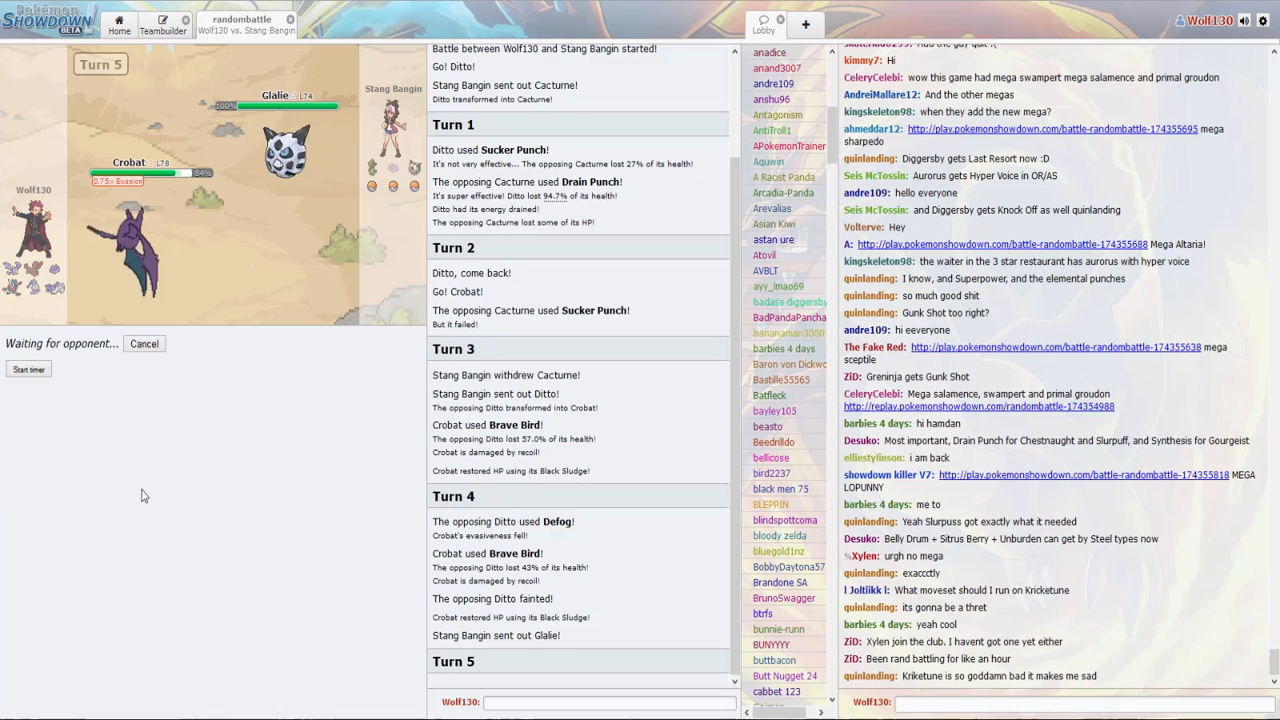 Pokémon
SHOWDOWN
BETA
Home
Teambuilder
randombattle
Wolf130 vs. Stang Bangin
Lobby
+
Wolf130
Turn 5
Glalie ♂ L74
100%
Stang Bangin
Crobat ♂ L78
84%
0.75x Evasion
Wolf130
Waiting for opponent... Cancel
Start timer
Battle between Wolf130 and Stang Bangin started!
Go! Ditto!
Stang Bangin sent out Cacturne!
Ditto transformed into Cacturne!
Turn 1
Ditto used Sucker Punch!
It's not very effective... The opposing Cacturne lost 27% of its health!
The opposing Cacturne used Drain Punch!
It's super effective! Ditto lost 94.7% of its health!
Ditto had its energy drained!
The opposing Cacturne lost some of its HP!
Turn 2
Ditto, come back!
Go! Crobat!
The opposing Cacturne used Sucker Punch!
But it failed!
Turn 3
Stang Bangin withdrew Cacturne!
Stang Bangin sent out Ditto!
The opposing Ditto transformed into Crobat!
Crobat used Brave Bird!
The opposing Ditto lost 57.0% of its health!
Crobat is damaged by recoil!
Crobat restored HP using its Black Sludge!
Turn 4
The opposing Ditto used Defog!
Crobat's evasiveness fell!
Crobat used Brave Bird!
The opposing Ditto lost 43% of its health!
Crobat is damaged by recoil!
The opposing Ditto fainted!
Crobat restored HP using its Black Sludge!
Stang Bangin sent out Glalie!
Turn 5
Wolf130:
anadice
anand3007
andre109
anshu96
Antagonism
AntiTroll1
APokemonTrainer
Aquwin
A Racist Panda
Arcadia-Panda
Arevalias
Asian Kiwi
astan ure
Atovil
AVBLT
ayy_lmao69
badass diggersby
BadPandaPancha
bananaman3000
barbies 4 days
Baron von Dickwo
Bastille55565
Batfleck
bayley105
beasto
Beedrilldo
bellicose
bird2237
black men 75
BLEPPIN
blindspottcoma
bloody zelda
bluegold1nz
BobbyDaytona57
Brandone SA
BrunoSwagger
btrfs
bunnie-runn
BUNYYYY
buttbacon
Butt Nugget 24
cabbet 123
kimmy7: Hi
CeleryCelebi: wow this game had mega swampert mega salamence and primal groudon
AndreiMallare12: And the other megas
kingskeleton98: when they add the new mega?
ahmeddar12: http://play.pokemonshowdown.com/battle-randombattle-174355695 mega
sharpedo
quinlanding: Diggersby gets Last Resort now :D
Seis McTossin: Aurorus gets Hyper Voice in OR/AS
andre109: hello everyone
Seis McTossin: and Diggersby gets Knock Off as well quinlanding
Volterve: Hey
A: http://play.pokemonshowdown.com/battle-randombattle-174355688 Mega Altaria!
kingskeleton98: the waiter in the 3 star restaurant has aurorus with hyper voice
quinlanding: I know, and Superpower, and the elemental punches
quinlanding: so much good shit
quinlanding: Gunk Shot too right?
andre109: hi eeveryone
The Fake Red: http://play.pokemonshowdown.com/battle-randombattle-174355638 mega
sceptile
ZiD: Greninja gets Gunk Shot
CeleryCelebi: Mega salamence, swampert and primal groudon
http://replay.pokemonshowdown.com/randombattle-174354988
barbies 4 days: hi hamdan
Desuko: Most important, Drain Punch for Chestnaught and Slurpuff, and Synthesis for Gourgeist
elliestylinson: i am back
showdown killer V7: http://play.pokemonshowdown.com/battle-randombattle-174355818 MEGA
LOPUNNY
barbies 4 days: me to
quinlanding: Yeah Slurpuss got exactly what it needed
Desuko: Belly Drum + Sitrus Berry + Unburden can get by Steel types now
%Xylen: urgh no mega
quinlanding: exaccctly
l Joltiikk l: What moveset should I run on Kricketune
quinlanding: its gonna be a thret
barbies 4 days: yeah cool
ZiD: Xylen join the club. I havent got one yet either
ZiD: Been rand battling for like an hour
quinlanding: Kriketune is so goddamn bad it makes me sad
Wolf130: